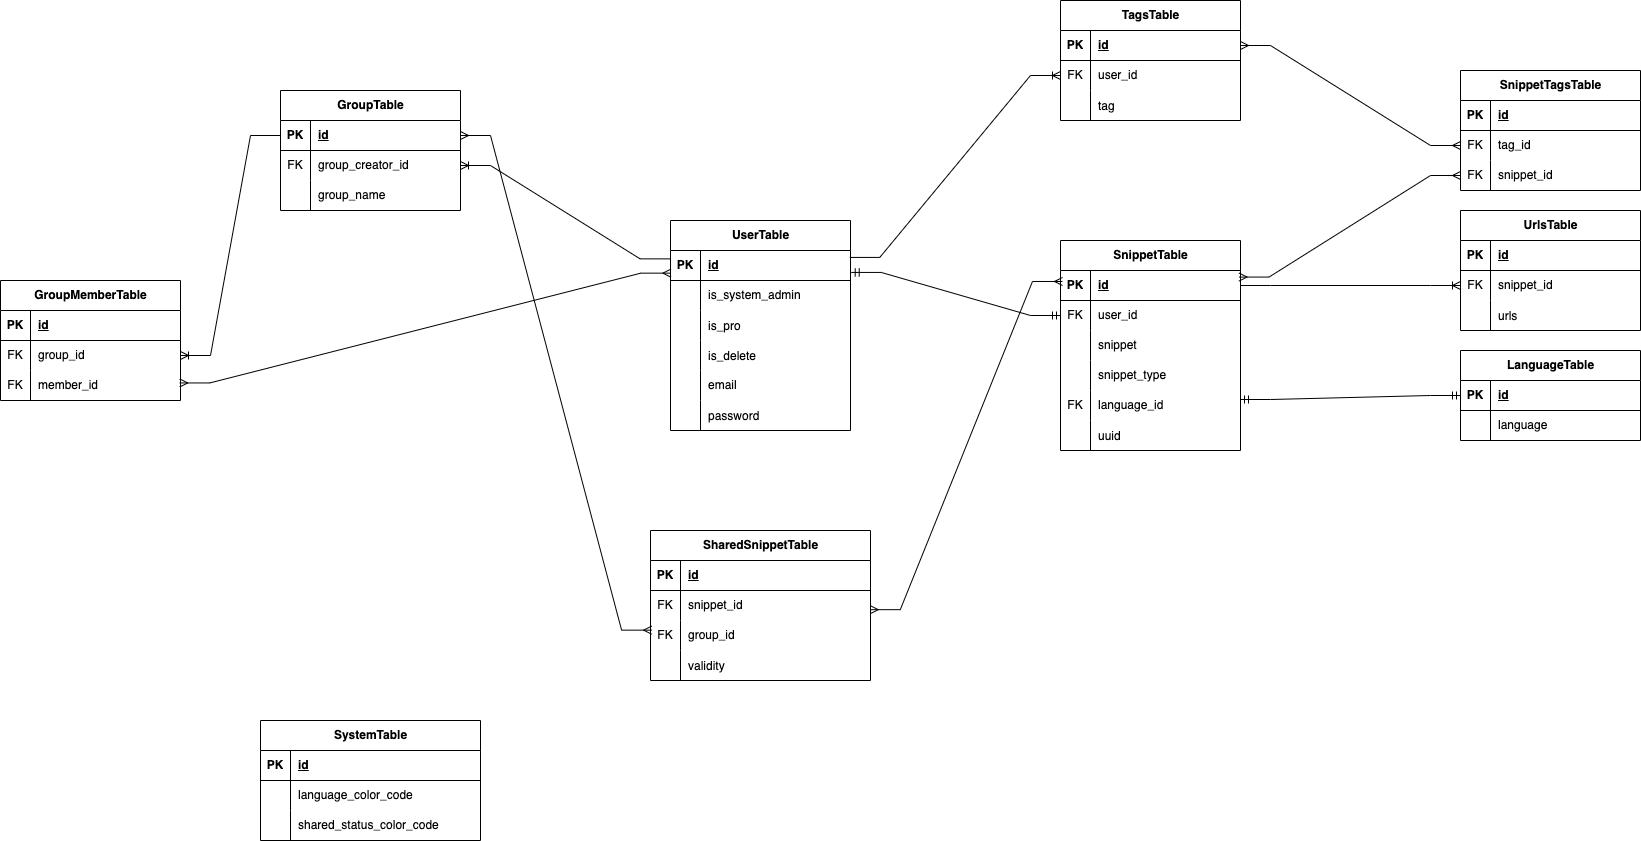 TagsTable
PK id
FK user_id
tag
SnippetTagsTable
PK id
FK tag_id
FK snippet_id
GroupTable
PK id
FK group_creator_id
group_name
UrlsTable
PK id
FK snippet_id
urls
UserTable
PK id
is_system_admin
is_pro
is_delete
email
password
SnippetTable
PK id
FK user_id
snippet
snippet_type
FK language_id
uuid
GroupMemberTable
PK id
FK group_id
FK member_id
LanguageTable
PK id
language
SharedSnippetTable
PK id
FK snippet_id
FK group_id
validity
SystemTable
PK id
language_color_code
shared_status_color_code